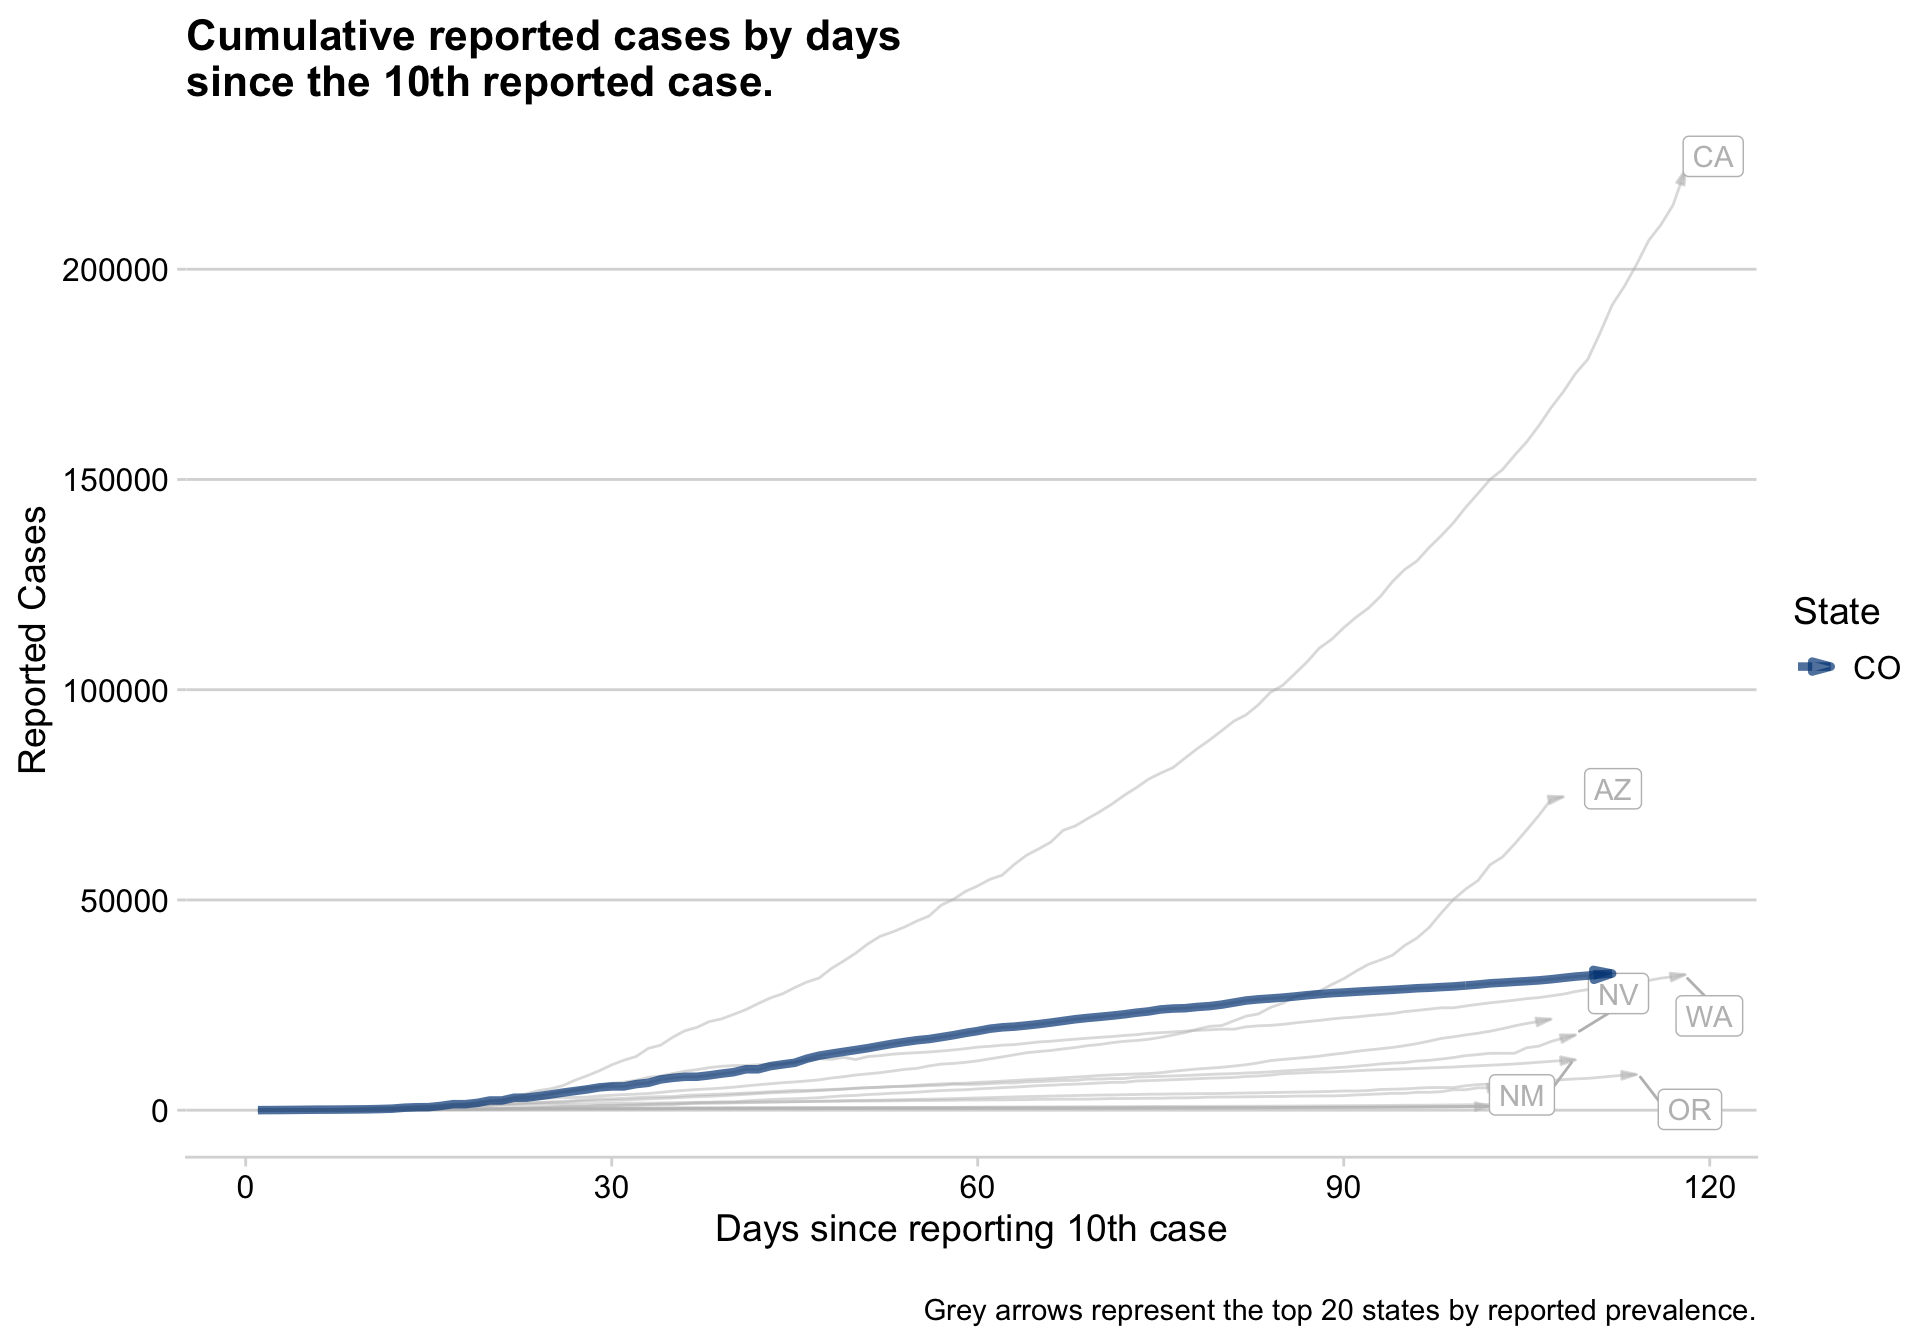 Cumulative reported cases by days
since the 10th reported case.
CA
200000
150000
100000
50000
0
Reported Cases
AZ
NV
WA
NM
OR
State
CO
0 30 60 90 120
Days since reporting 10th case
Grey arrows represent the top 20 states by reported prevalence.